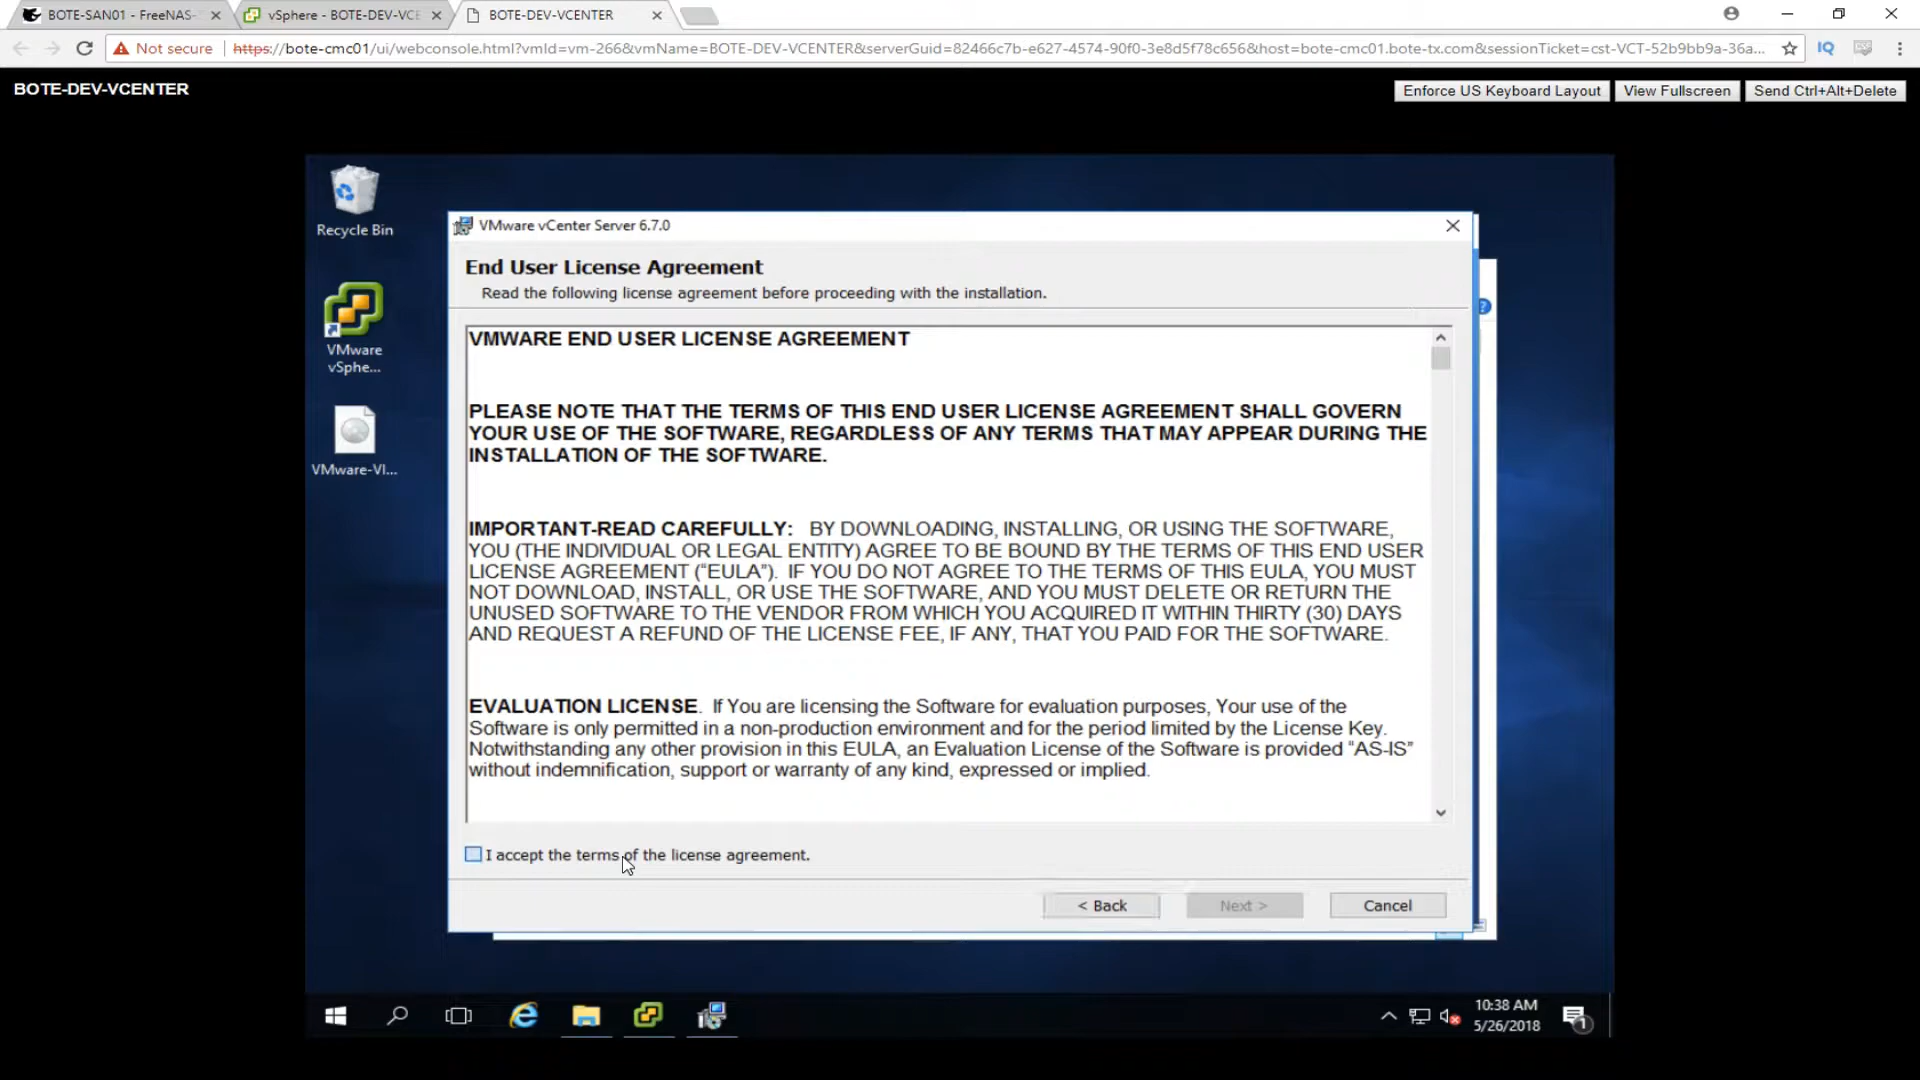 BOTE-SAN01 - FreeNAS-
vSphere - BOTE-DEV-VCE
BOTE-DEV-VCENTER
Not secure
https://bote-cmc01/ui/webconsole.html?vmId=vm-266&vmName=BOTE-DEV-VCENTER&serverGuid=82466c7b-e627-4574-90f0-3e8d5f78c656&host=bote-cmc01.bote-tx.com&sessionTicket=cst-VCT-52b9bb9a-36a...
IQ
BOTE-DEV-VCENTER
Enforce US Keyboard Layout
View Fullscreen
Send Ctrl+Alt+Delete
Recycle Bin
VMware
vSphe...
VMware-VI...
VMware vCenter Server 6.7.0
End User License Agreement
Read the following license agreement before proceeding with the installation.
VMWARE END USER LICENSE AGREEMENT
PLEASE NOTE THAT THE TERMS OF THIS END USER LICENSE AGREEMENT SHALL GOVERN
YOUR USE OF THE SOFTWARE, REGARDLESS OF ANY TERMS THAT MAY APPEAR DURING THE
INSTALLATION OF THE SOFTWARE.
IMPORTANT-READ CAREFULLY: BY DOWNLOADING, INSTALLING, OR USING THE SOFTWARE,
YOU (THE INDIVIDUAL OR LEGAL ENTITY) AGREE TO BE BOUND BY THE TERMS OF THIS END USER
LICENSE AGREEMENT (“EULA”). IF YOU DO NOT AGREE TO THE TERMS OF THIS EULA, YOU MUST
NOT DOWNLOAD, INSTALL, OR USE THE SOFTWARE, AND YOU MUST DELETE OR RETURN THE
UNUSED SOFTWARE TO THE VENDOR FROM WHICH YOU ACQUIRED IT WITHIN THIRTY (30) DAYS
AND REQUEST A REFUND OF THE LICENSE FEE, IF ANY, THAT YOU PAID FOR THE SOFTWARE.
EVALUATION LICENSE. If You are licensing the Software for evaluation purposes, Your use of the
Software is only permitted in a non-production environment and for the period limited by the License Key.
Notwithstanding any other provision in this EULA, an Evaluation License of the Software is provided “AS-IS”
without indemnification, support or warranty of any kind, expressed or implied.
I accept the terms of the license agreement.
< Back
Next >
Cancel
10:38 AM
5/26/2018
1